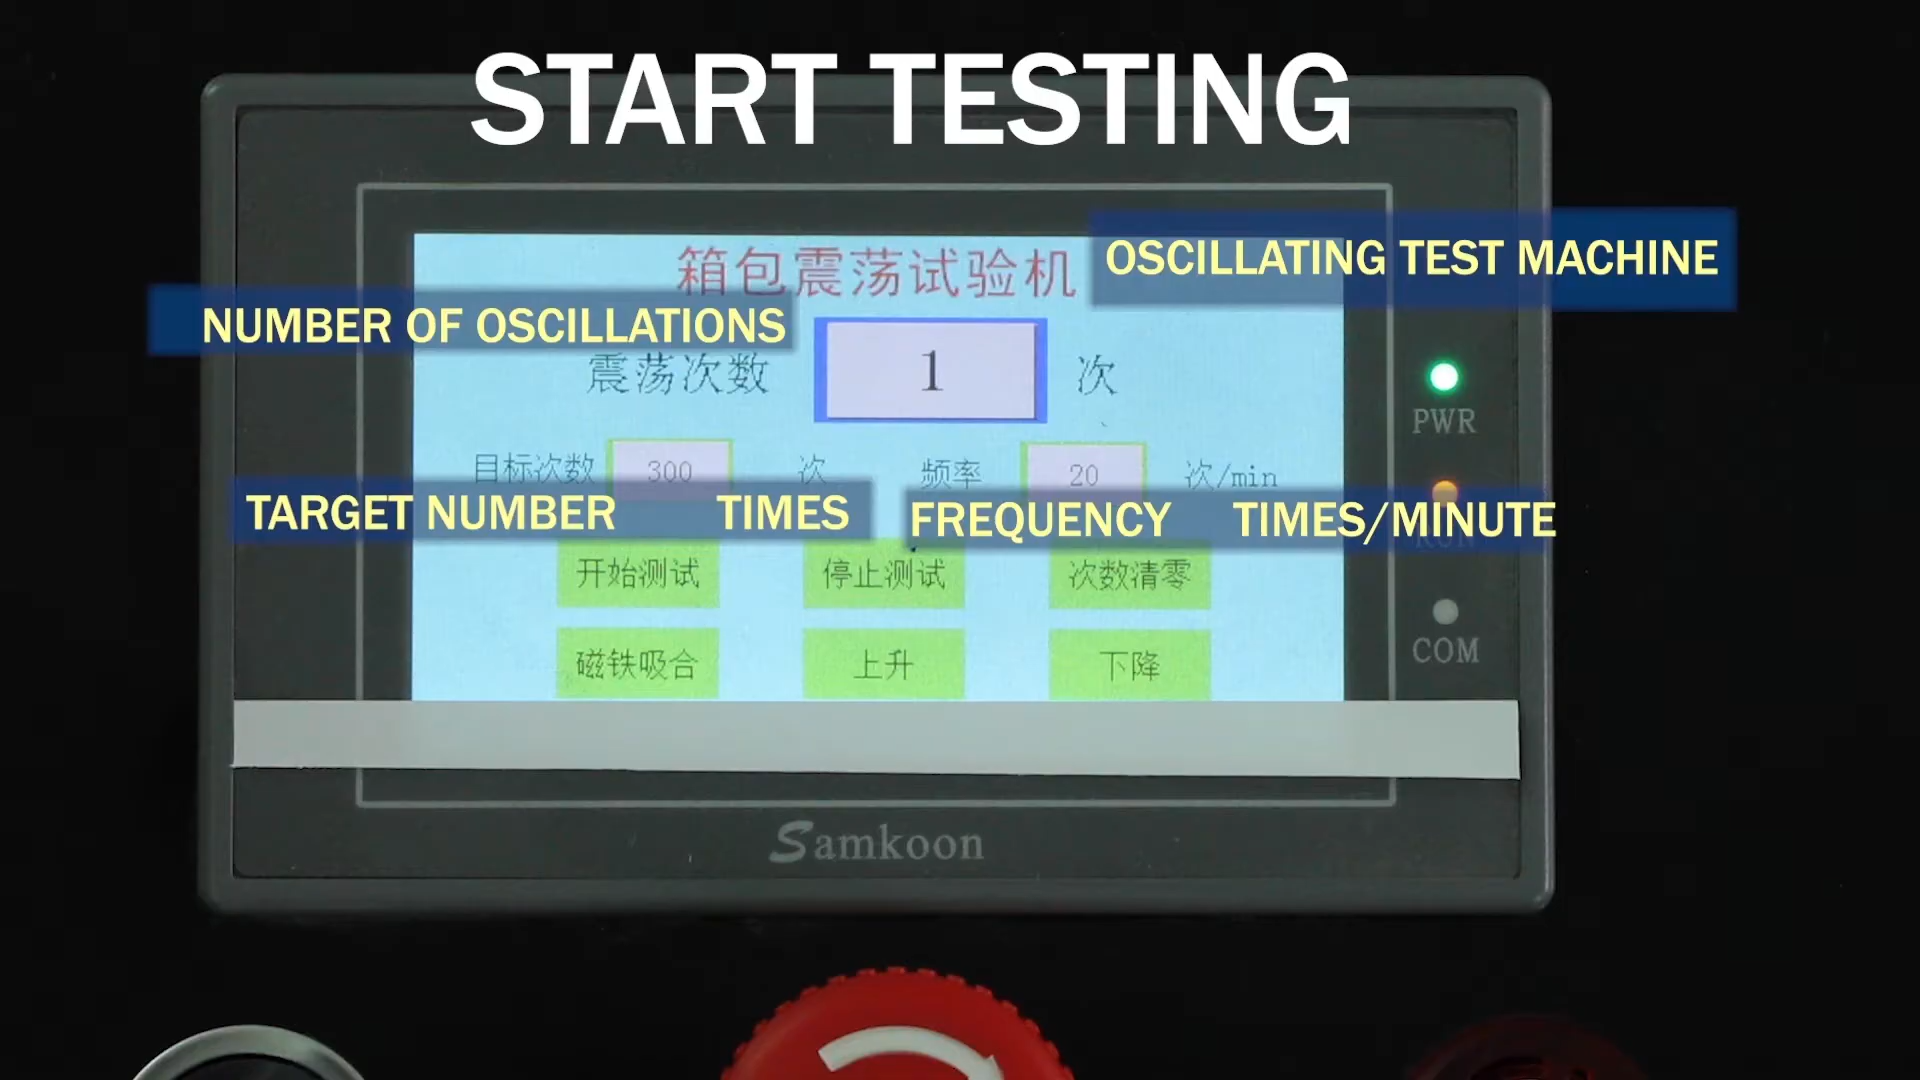 START TESTING
箱包震荡试验机
OSCILLATING TEST MACHINE
NUMBER OF OSCILLATIONS
震荡次数 1 次
PWR
目标次数 300 次 频率 20 次/min
TARGET NUMBER TIMES FREQUENCY TIMES/MINUTE
RUN
开始测试 停止测试 次数清零
磁铁吸合 上升 下降
COM
Samkoon